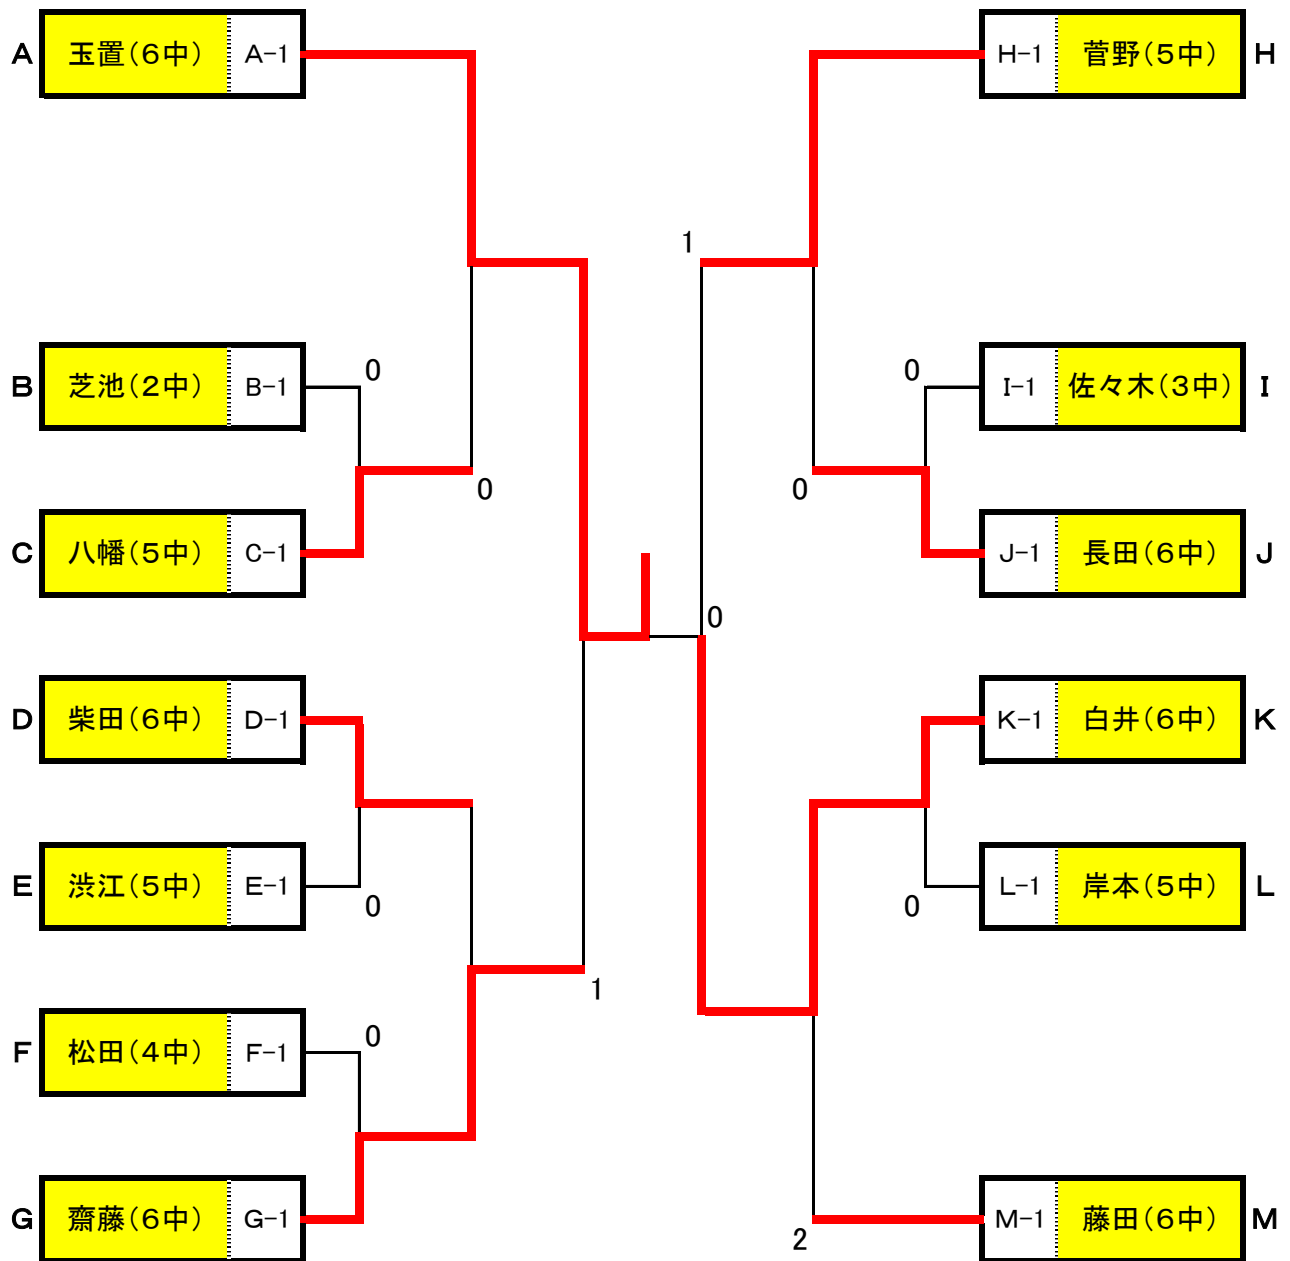 A 玉置(6中) A-1
H-1 菅野(5中) H
1
B 芝池(2中) B-1 0
0 I-1 佐々木(3中) I
0
0
C 八幡(5中) C-1
J-1 長田(6中) J
0
D 柴田(6中) D-1
K-1 白井(6中) K
E 渋江(5中) E-1 0
0 L-1 岸本(5中) L
1
F 松田(4中) F-1 0
G 齋藤(6中) G-1
2 M-1 藤田(6中) M